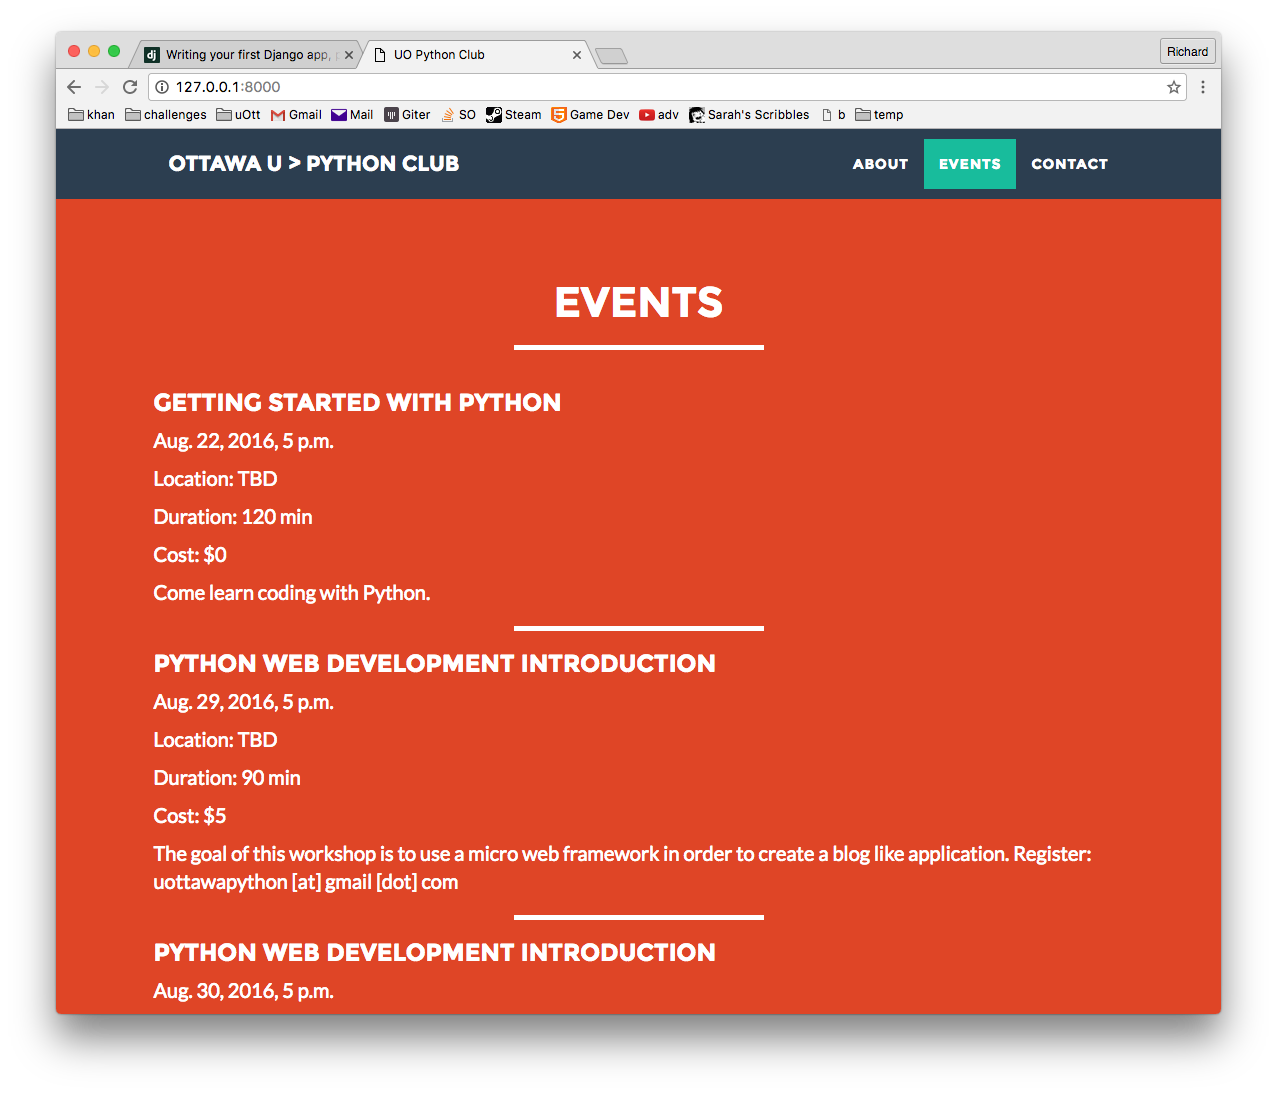 Writing your first Django app,
UO Python Club
Richard
127.0.0.1:8000
khan challenges uOtt Gmail Mail Giter SO Steam Game Dev adv Sarah's Scribbles b temp
OTTAWA U > PYTHON CLUB ABOUT EVENTS CONTACT
EVENTS
GETTING STARTED WITH PYTHON
Aug. 22, 2016, 5 p.m.
Location: TBD
Duration: 120 min
Cost: $0
Come learn coding with Python.
PYTHON WEB DEVELOPMENT INTRODUCTION
Aug. 29, 2016, 5 p.m.
Location: TBD
Duration: 90 min
Cost: $5
The goal of this workshop is to use a micro web framework in order to create a blog like application. Register:
uottawapython [at] gmail [dot] com
PYTHON WEB DEVELOPMENT INTRODUCTION
Aug. 30, 2016, 5 p.m.